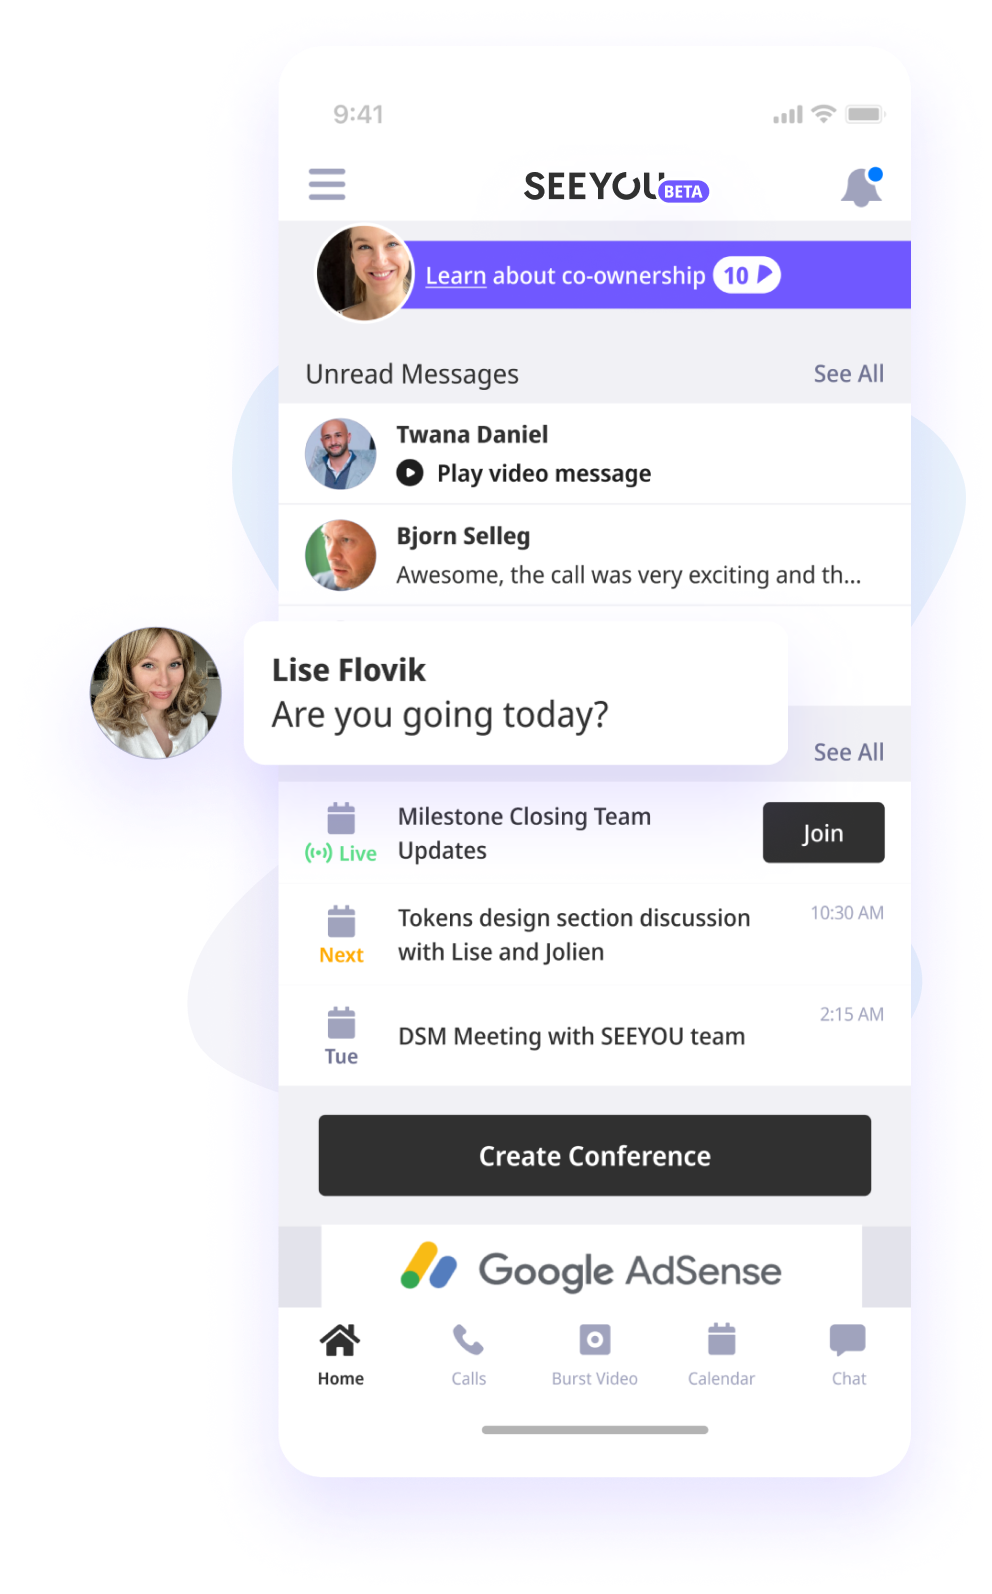 9:41
SEEYOU BETA
Learn about co-ownership 10
Unread Messages See All
Twana Daniel
Play video message
Bjorn Selleg
Awesome, the call was very exciting and th...
Lise Flovik
Are you going today?
See All
Milestone Closing Team
Updates
Live
Join
Tokens design section discussion
with Lise and Jolien
Next
10:30 AM
DSM Meeting with SEEYOU team
Tue
2:15 AM
Create Conference
Google AdSense
Home Calls Burst Video Calendar Chat